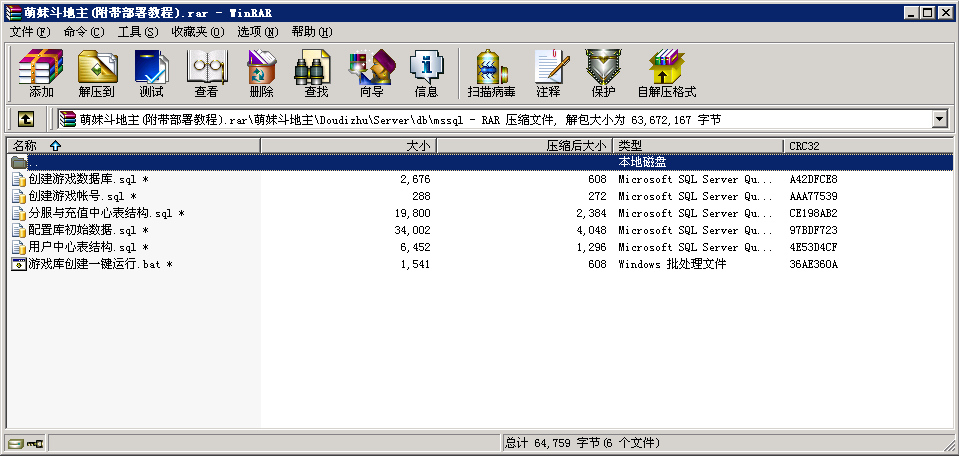 萌妹斗地主(附带部署教程).rar - WinRAR
文件(F) 命令(C) 工具(S) 收藏夹(O) 选项(N) 帮助(H)
添加 解压到 测试 查看 删除 查找 向导 信息 扫描病毒 注释 保护 自解压格式
萌妹斗地主(附带部署教程).rar\萌妹斗地主\Doudizhu\Server\db\mssql - RAR 压缩文件, 解包大小为 63,672,167 字节
名称 大小 压缩后大小 类型 CRC32
.. 本地磁盘
创建游戏数据库.sql * 2,676 608 Microsoft SQL Server Qu... A42DFCE8
创建游戏帐号.sql * 288 272 Microsoft SQL Server Qu... AAA77539
分服与充值中心表结构.sql * 19,800 2,384 Microsoft SQL Server Qu... CE198AB2
配置库初始数据.sql * 34,002 4,048 Microsoft SQL Server Qu... 97BDF723
用户中心表结构.sql * 6,452 1,296 Microsoft SQL Server Qu... 4E53D4CF
游戏库创建一键运行.bat * 1,541 608 Windows 批处理文件 36AE360A
总计 64,759 字节(6 个文件)